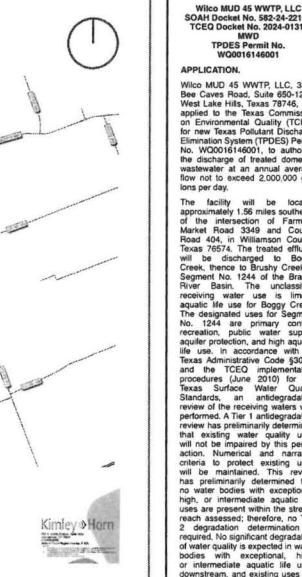 Wilco MUD 45 WWTP, LLC
SOAH Docket No. 582-24-221
TCEQ Docket No. 2024-0131
MWD
TPDES Permit No.
WQ0016146001
APPLICATION.
Wilco MUD 45 WWTP, LLC, 3
Bee Caves Road, Suite 650-12
West Lake Hills, Texas 78746,
applied to the Texas Commiss
on Environmental Quality (TC
for new Texas Pollutant Discha
Elimination System (TPDES) Pe
No. WQ0016146001, to autho
the discharge of treated dome
wastewater at an annual aver
flow not to exceed 2,000,000
lons per day.
The facility will be loca
approximately 1.56 miles southe
of the intersection of Farm
Market Road 3349 and Cou
Road 404, in Williamson Cou
Texas 76574. The treated efflu
will be discharged to Bo
Creek, thence to Brushy Creek
Segment No. 1244 of the Bra
River Basin. The unclassi
receiving water use is lim
aquatic life use for Boggy Cre
The designated uses for Segm
No. 1244 are primary con
recreation, public water sup
aquifer protection, and high aqu
life use. In accordance with
Texas Administrative Code §30
and the TCEQ implementa
procedures (June 2010) for
Texas Surface Water Qua
Standards, an antidegrada
review of the receiving waters w
performed. A Tier 1 antidegrada
review has preliminarily determin
that existing water quality u
will not be impaired by this per
action. Numerical and narra
criteria to protect existing u
will be maintained. This rev
has preliminarily determined t
no water bodies with exception
high, or intermediate aquatic
uses are present within the stre
reach assessed; therefore, no
2 degradation determination
required. No significant degrada
of water quality is expected in wa
bodies with exceptional, h
or intermediate aquatic life u
downstream, and existing uses
Kimley»Horn